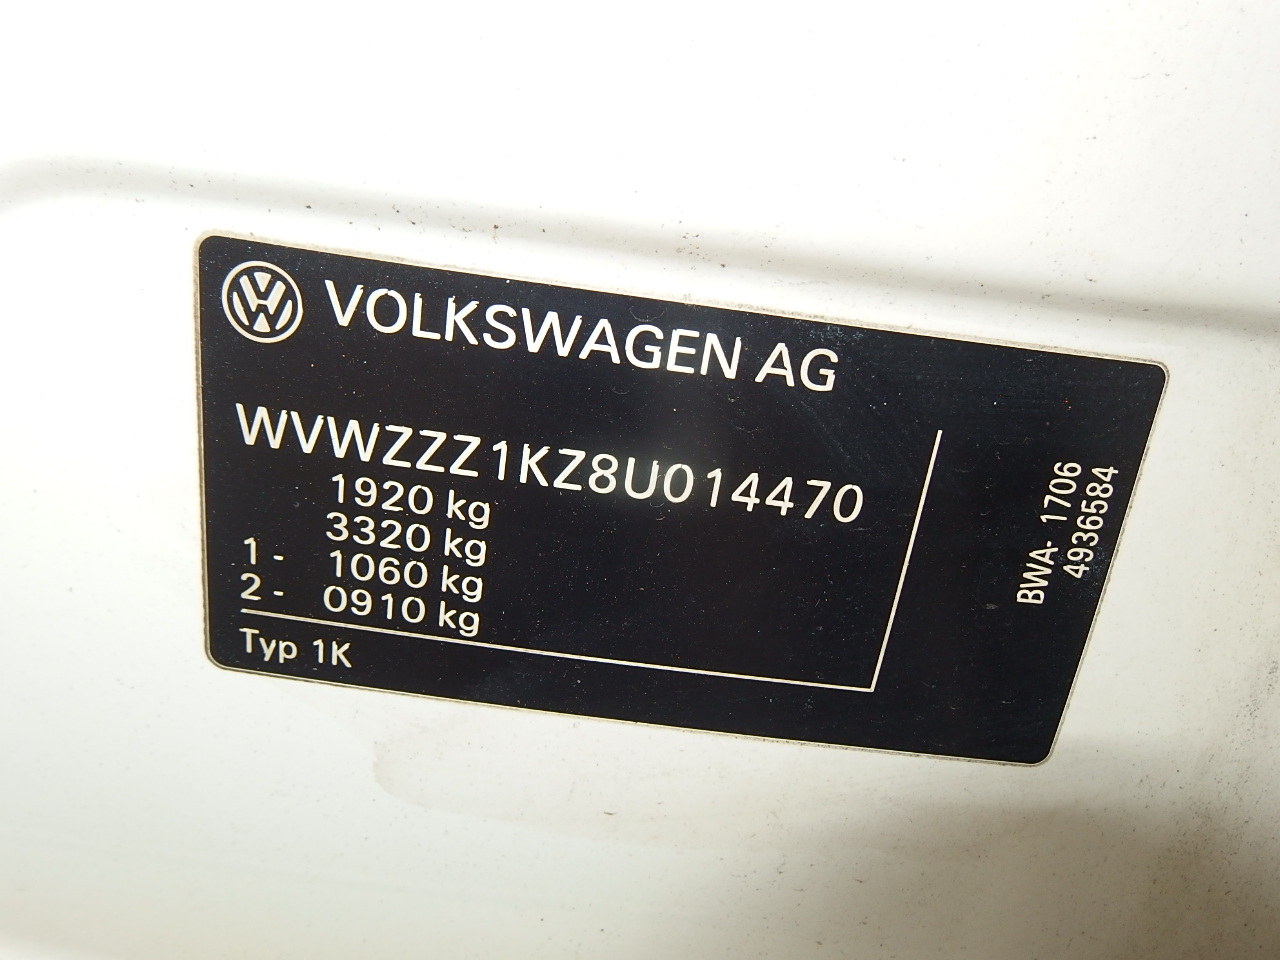 VOLKSWAGEN AG
WVWZZZ1KZ8U014470
1920 kg
3320 kg
1 - 1060 kg
2 - 0910 kg
Typ 1K
BWA- 1706
4936584